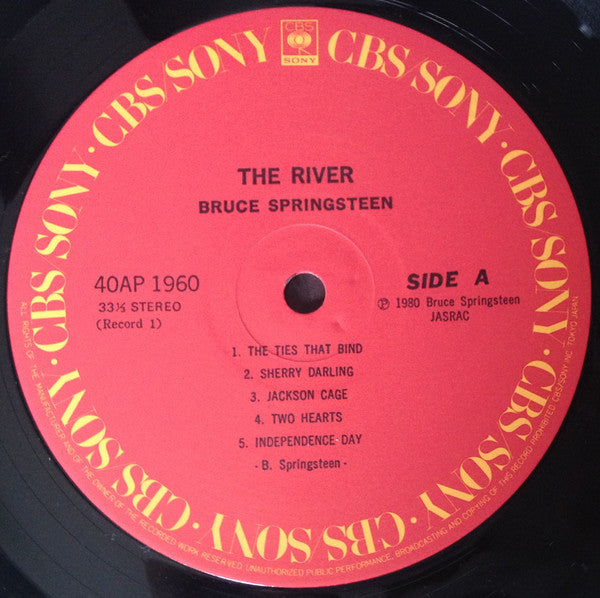 CBS
SONY
CBS/SONY · CBS/SONY · CBS/SONY · CBS/SONY · CBS/SONY · CBS/SONY · CBS/SONY · CBS/SONY
THE RIVER
BRUCE SPRINGSTEEN
40AP 1960
33⅓ STEREO
(Record 1)
SIDE A
Ⓟ 1980 Bruce Springsteen
JASRAC
1. THE TIES THAT BIND
2. SHERRY DARLING
3. JACKSON CAGE
4. TWO HEARTS
5. INDEPENDENCE DAY
- B. Springsteen -
ALL RIGHTS OF THE MANUFACTURER AND OF THE OWNER OF THE RECORDED WORK RESERVED UNAUTHORIZED PUBLIC PERFORMANCE, BROADCASTING AND COPYING OF THIS RECORD PROHIBITED. CBS/SONY INC. TOKYO JAPAN